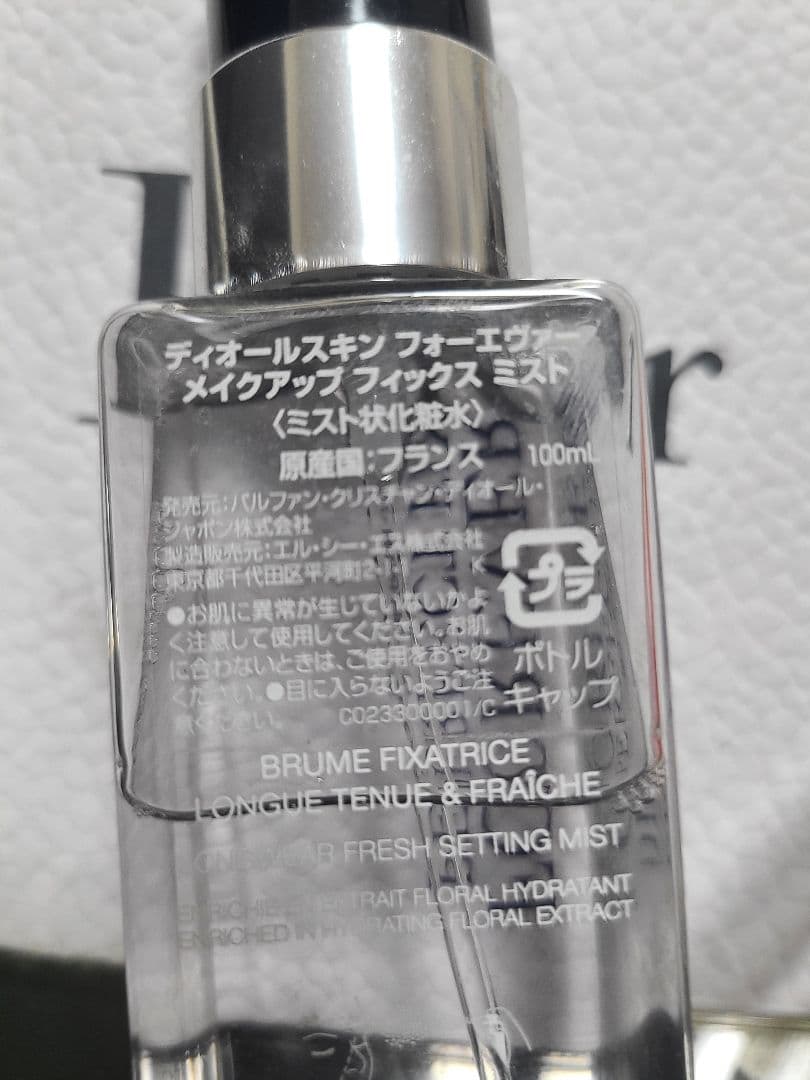 ディオールスキン フォーエヴァー
メイクアップ フィックス ミスト
〈ミスト状化粧水〉
原産国:フランス 100mL
発売元:パルファン・クリスチャン・ディオール・
ジャポン株式会社
製造販売元:エル・シー・エス株式会社
東京都千代田区平河町
●お肌に異常が生じていないかよ
く注意して使用してください。お肌
に合わないときは、ご使用をおやめ
ください。●目に入らないようご注
意ください。 C023300001/C
プラ
ボトル
キャップ
BRUME FIXATRICE
LONGUE TENUE & FRAÎCHE
FRESH SETTING MIST
FLORAL HYDRATANT
ENRICHED IN HYDRATING FLORAL EXTRACT